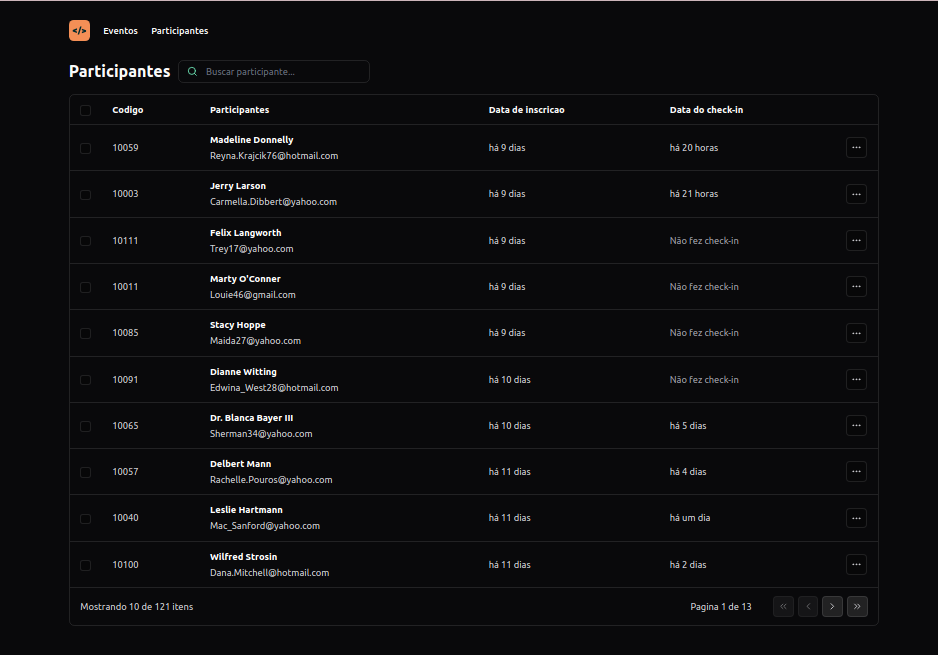 </> Eventos Participantes
Participantes Buscar participante...
Codigo Participantes Data de inscricao Data do check-in
Madeline Donnelly
10059 há 9 dias há 20 horas ...
Reyna.Krajcik76@hotmail.com
Jerry Larson
10003 há 9 dias há 21 horas ...
Carmella.Dibbert@yahoo.com
Felix Langworth
10111 há 9 dias Não fez check-in ...
Trey17@yahoo.com
Marty O'Conner
10011 há 9 dias Não fez check-in ...
Louie46@gmail.com
Stacy Hoppe
10085 há 9 dias Não fez check-in ...
Maida27@yahoo.com
Dianne Witting
10091 há 10 dias Não fez check-in ...
Edwina_West28@hotmail.com
Dr. Blanca Bayer III
10065 há 10 dias há 5 dias ...
Sherman34@yahoo.com
Delbert Mann
10057 há 11 dias há 4 dias ...
Rachelle.Pouros@yahoo.com
Leslie Hartmann
10040 há 11 dias há um dia ...
Mac_Sanford@yahoo.com
Wilfred Strosin
10100 há 11 dias há 2 dias ...
Dana.Mitchell@hotmail.com
Mostrando 10 de 121 itens Pagina 1 de 13 « ‹ › »